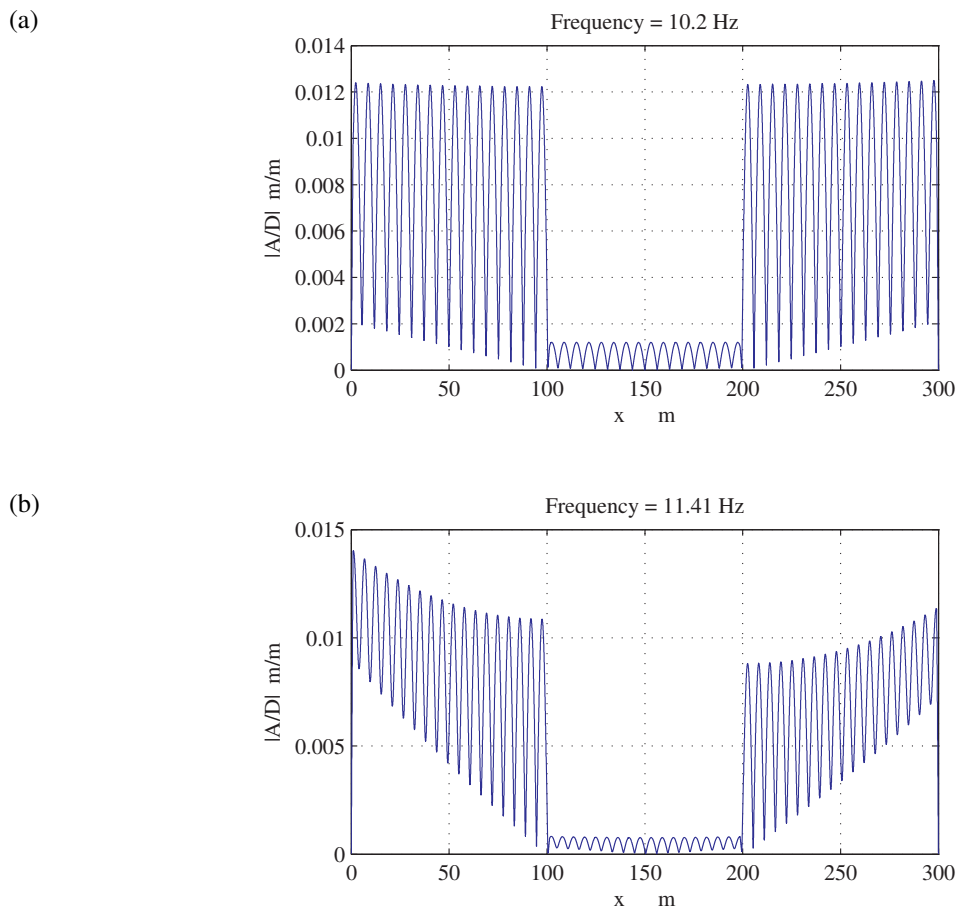 (a)
Frequency = 10.2 Hz
0.014
0.012
0.01
0.008
0.006
0.004
0.002
0
|A/D| m/m
0 50 100 150 200 250 300
x m
(b)
Frequency = 11.41 Hz
0.015
0.01
0.005
0
|A/D| m/m
0 50 100 150 200 250 300
x m